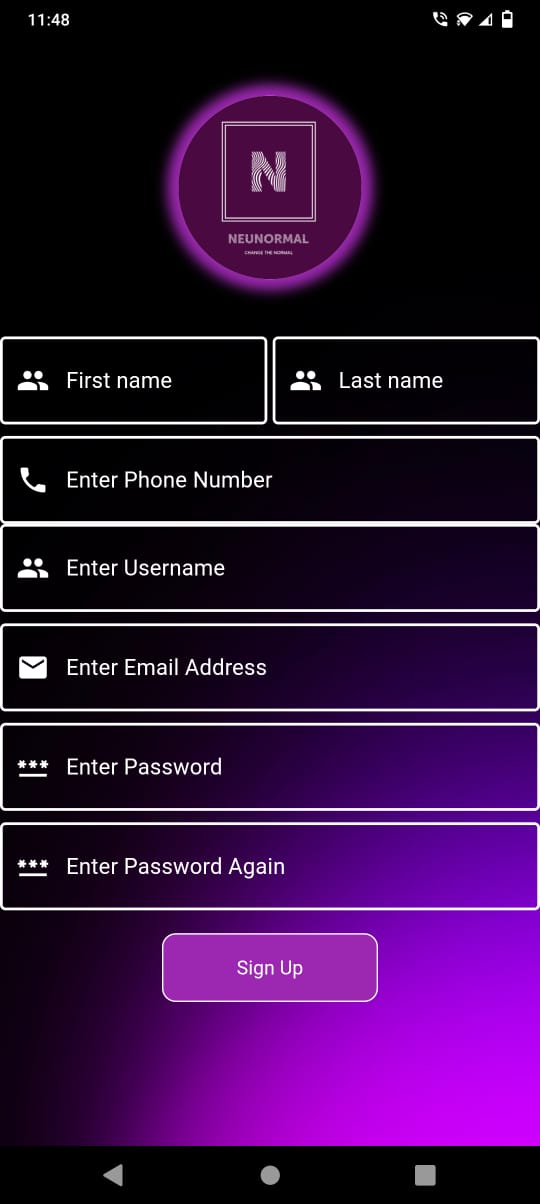 11:48
N
NEUNORMAL
CHANGE THE NORMAL
First name
Last name
Enter Phone Number
Enter Username
Enter Email Address
Enter Password
Enter Password Again
Sign Up